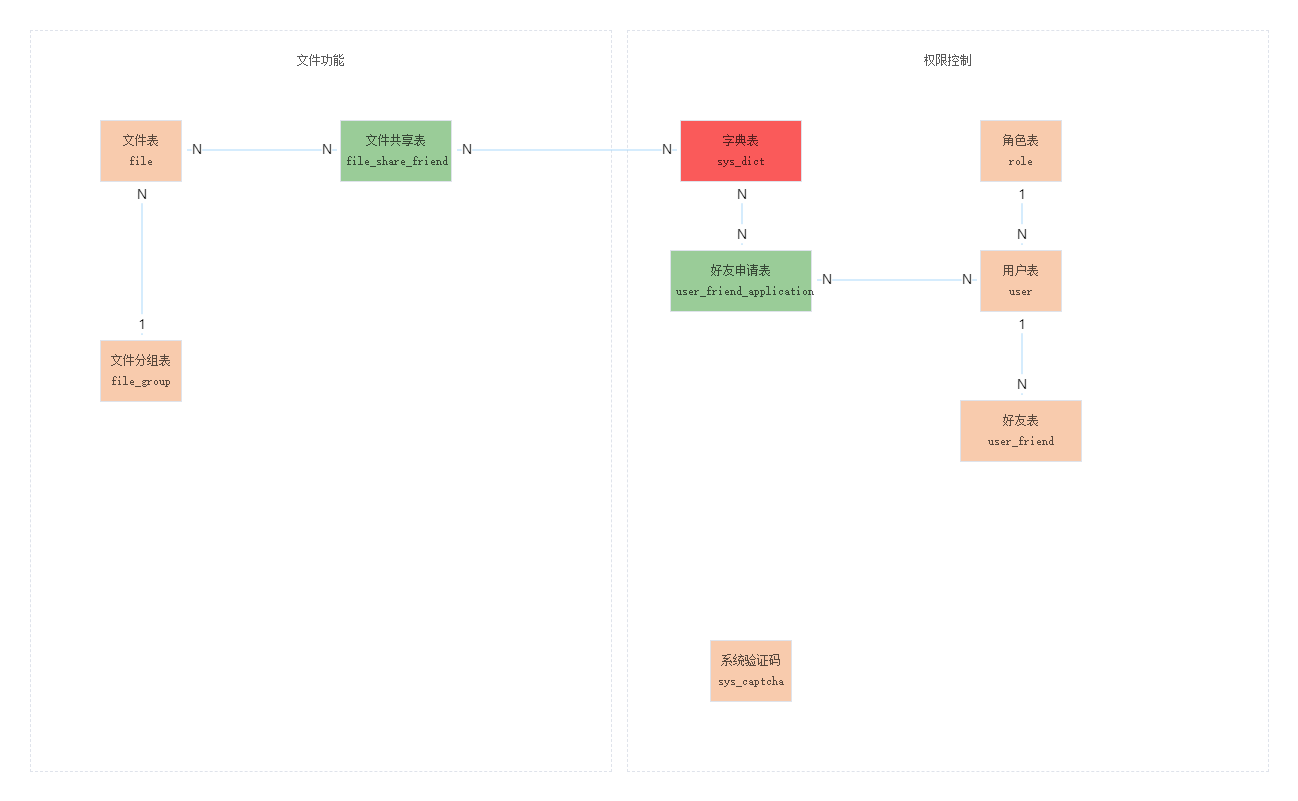 文件功能
权限控制
文件表
file
N
N
文件共享表
file_share_friend
N
N
字典表
sys_dict
角色表
role
N
N
1
N
1
文件分组表
file_group
N
好友申请表
user_friend_application
N
N
用户表
user
1
N
好友表
user_friend
系统验证码
sys_captcha